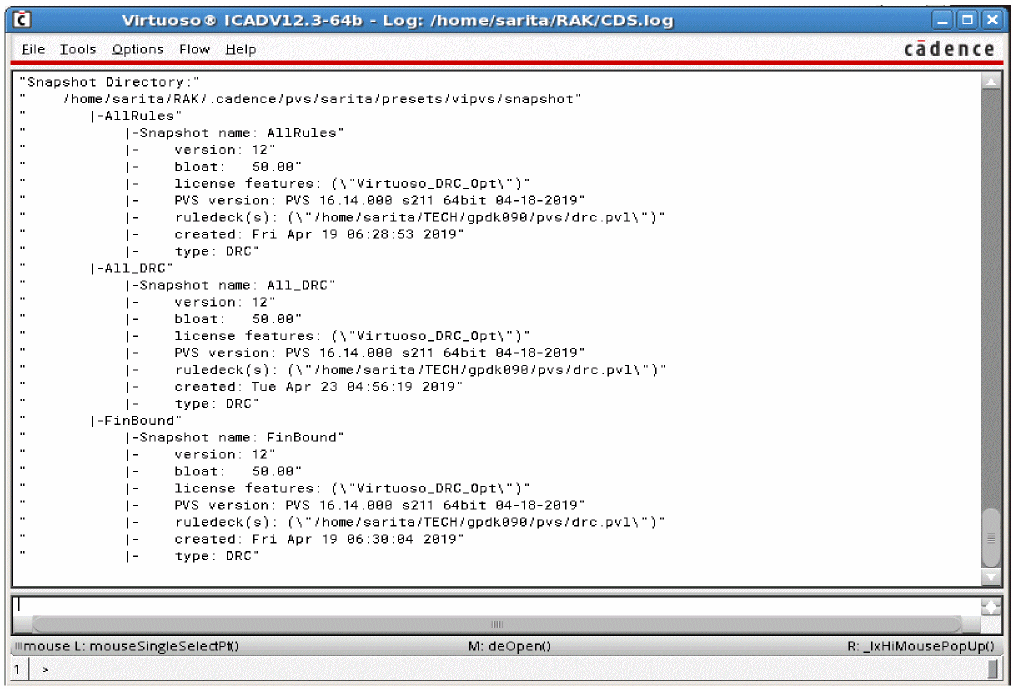 Virtuoso® ICADV12.3-64b - Log: /home/sarita/RAK/CDS.log
File Tools Options Flow Help
cādence
"Snapshot Directory:"
" /home/sarita/RAK/.cadence/pvs/sarita/presets/vipvs/snapshot"
" |-AllRules"
" |-Snapshot name: AllRules"
" |- version: 12"
" |- bloat: 50.00"
" |- license features: (\"Virtuoso_DRC_Opt\")"
" |- PVS version: PVS 16.14.000 s211 64bit 04-18-2019"
" |- ruledeck(s): (\"/home/sarita/TECH/gpdk090/pvs/drc.pvl\")"
" |- created: Fri Apr 19 06:28:53 2019"
" |- type: DRC"
" |-All_DRC"
" |-Snapshot name: All_DRC"
" |- version: 12"
" |- bloat: 50.00"
" |- license features: (\"Virtuoso_DRC_Opt\")"
" |- PVS version: PVS 16.14.000 s211 64bit 04-18-2019"
" |- ruledeck(s): (\"/home/sarita/TECH/gpdk090/pvs/drc.pvl\")"
" |- created: Tue Apr 23 04:56:19 2019"
" |- type: DRC"
" |-FinBound"
" |-Snapshot name: FinBound"
" |- version: 12"
" |- bloat: 50.00"
" |- license features: (\"Virtuoso_DRC_Opt\")"
" |- PVS version: PVS 16.14.000 s211 64bit 04-18-2019"
" |- ruledeck(s): (\"/home/sarita/TECH/gpdk090/pvs/drc.pvl\")"
" |- created: Fri Apr 19 06:30:04 2019"
" |- type: DRC"
mouse L: mouseSingleSelectPt() M: deOpen() R: _lxHiMousePopUp()
1 >